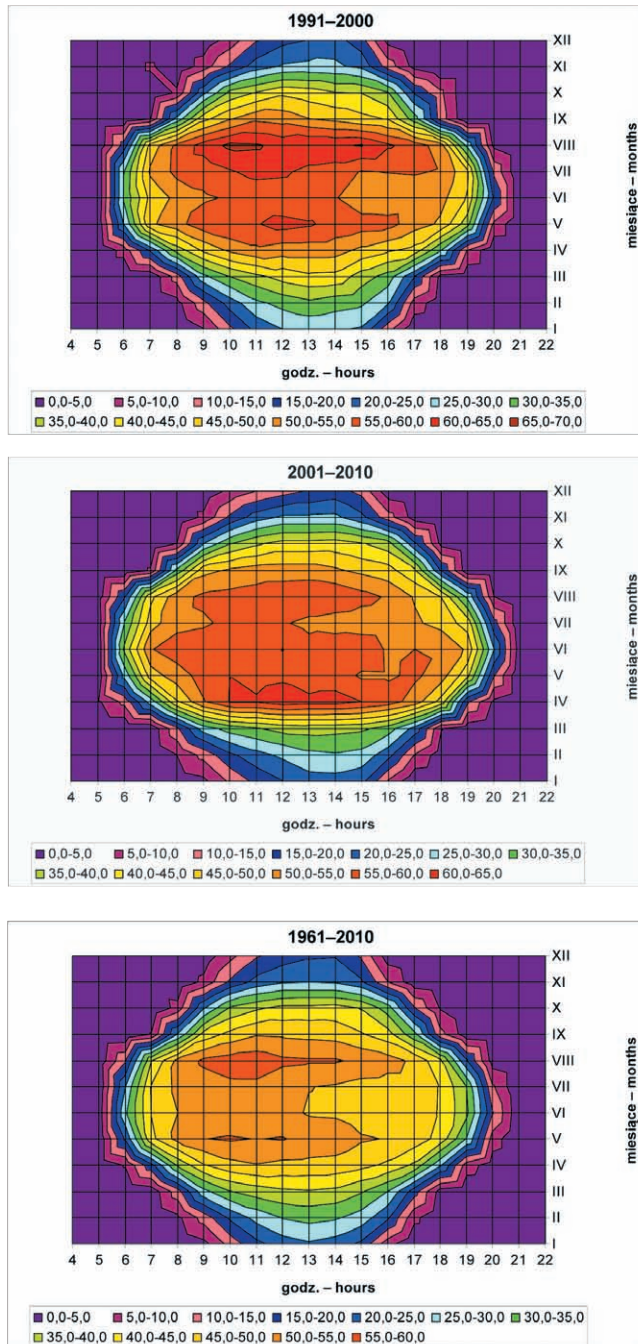 1991–2000
XII
XI
X
IX
VIII
VII
VI
V
IV
III
II
I
miesiące – months
4 5 6 7 8 9 10 11 12 13 14 15 16 17 18 19 20 21 22
godz. – hours
0,0-5,0 5,0-10,0 10,0-15,0 15,0-20,0 20,0-25,0 25,0-30,0 30,0-35,0
35,0-40,0 40,0-45,0 45,0-50,0 50,0-55,0 55,0-60,0 60,0-65,0 65,0-70,0
2001–2010
XII
XI
X
IX
VIII
VII
VI
V
IV
III
II
I
miesiące – months
4 5 6 7 8 9 10 11 12 13 14 15 16 17 18 19 20 21 22
godz. – hours
0,0-5,0 5,0-10,0 10,0-15,0 15,0-20,0 20,0-25,0 25,0-30,0 30,0-35,0
35,0-40,0 40,0-45,0 45,0-50,0 50,0-55,0 55,0-60,0 60,0-65,0
1961–2010
XII
XI
X
IX
VIII
VII
VI
V
IV
III
II
I
miesiące – months
4 5 6 7 8 9 10 11 12 13 14 15 16 17 18 19 20 21 22
godz. – hours
0,0-5,0 5,0-10,0 10,0-15,0 15,0-20,0 20,0-25,0 25,0-30,0 30,0-35,0
35,0-40,0 40,0-45,0 45,0-50,0 50,0-55,0 55,0-60,0